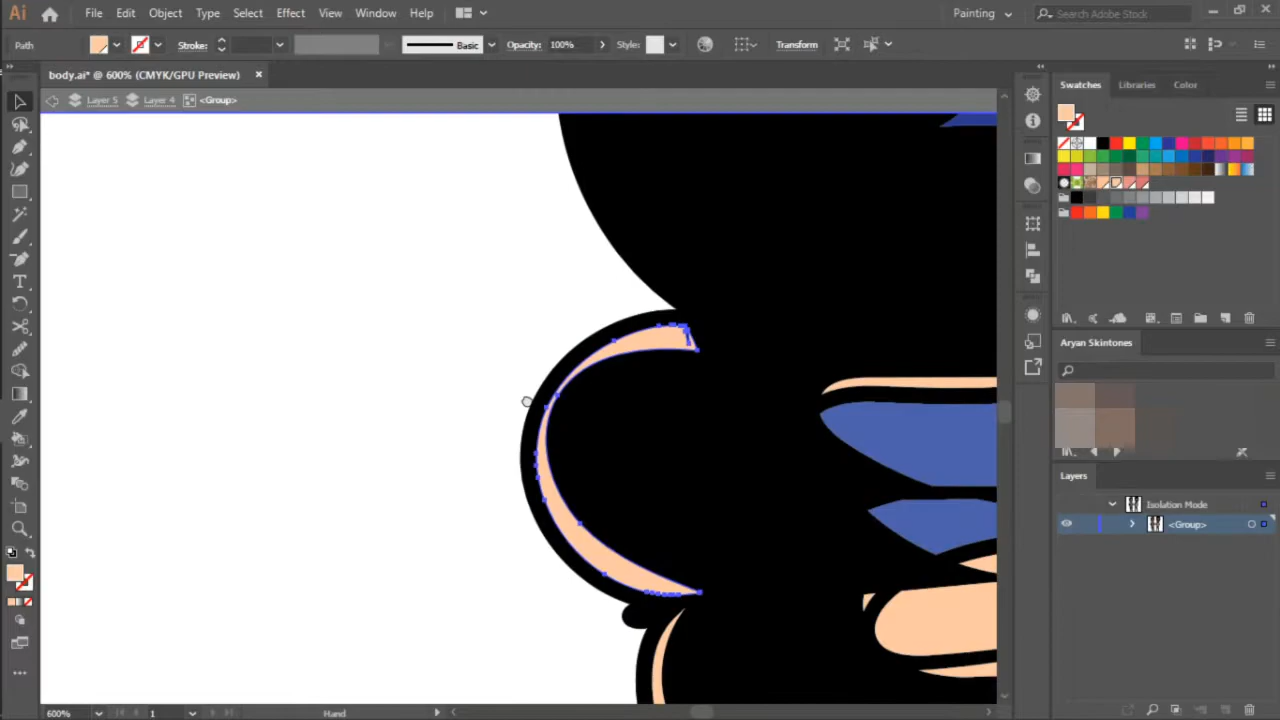 Ai File Edit Object Type Select Effect View Window Help Painting Search Adobe Stock
Path Stroke: Basic Opacity: 100% Style: Transform
body.ai* @ 600% (CMYK/GPU Preview) ×
Layer 5 Layer 4 <Group>
Swatches Libraries Color
Aryan Skintones
Layers
Isolation Mode
<Group>
600% 1 Hand